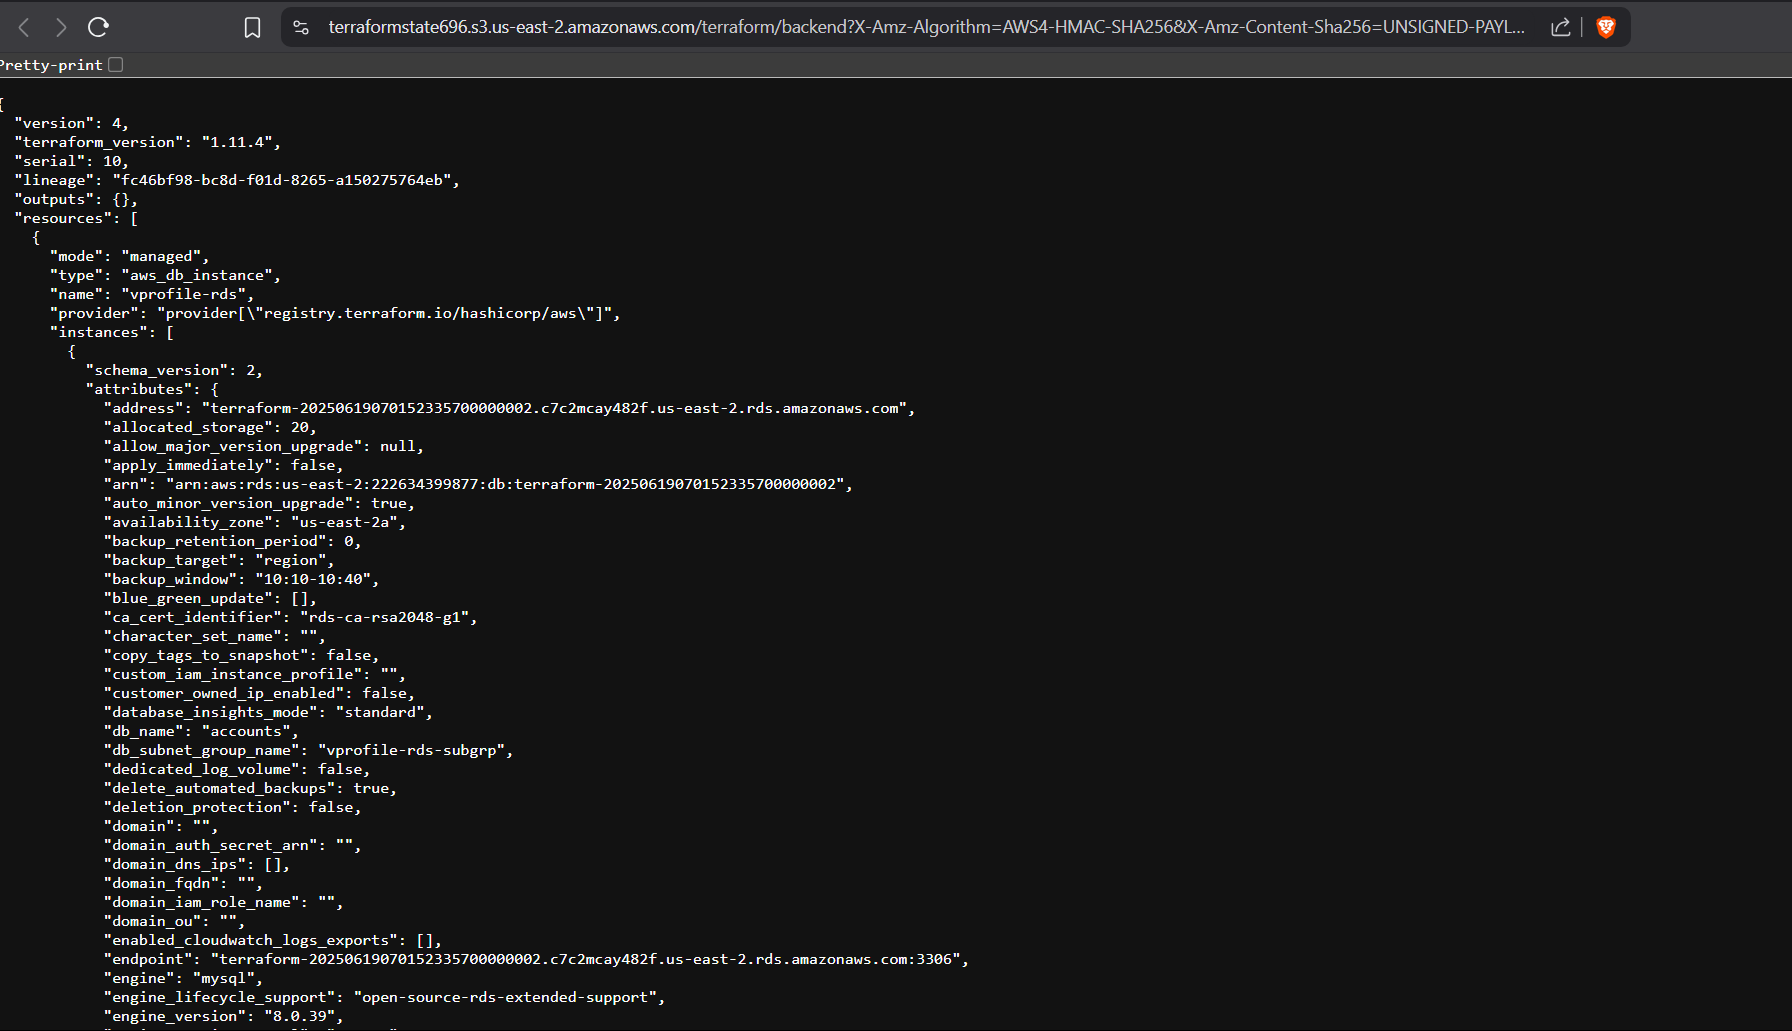 terraformstate696.s3.us-east-2.amazonaws.com/terraform/backend?X-Amz-Algorithm=AWS4-HMAC-SHA256&X-Amz-Content-Sha256=UNSIGNED-PAYL...
Pretty-print
{
"version": 4,
"terraform_version": "1.11.4",
"serial": 10,
"lineage": "fc46bf98-bc8d-f01d-8265-a150275764eb",
"outputs": {},
"resources": [
{
"mode": "managed",
"type": "aws_db_instance",
"name": "vprofile-rds",
"provider": "provider[\"registry.terraform.io/hashicorp/aws\"]",
"instances": [
{
"schema_version": 2,
"attributes": {
"address": "terraform-20250619070152335700000002.c7c2mcay482f.us-east-2.rds.amazonaws.com",
"allocated_storage": 20,
"allow_major_version_upgrade": null,
"apply_immediately": false,
"arn": "arn:aws:rds:us-east-2:222634399877:db:terraform-20250619070152335700000002",
"auto_minor_version_upgrade": true,
"availability_zone": "us-east-2a",
"backup_retention_period": 0,
"backup_target": "region",
"backup_window": "10:10-10:40",
"blue_green_update": [],
"ca_cert_identifier": "rds-ca-rsa2048-g1",
"character_set_name": "",
"copy_tags_to_snapshot": false,
"custom_iam_instance_profile": "",
"customer_owned_ip_enabled": false,
"database_insights_mode": "standard",
"db_name": "accounts",
"db_subnet_group_name": "vprofile-rds-subgrp",
"dedicated_log_volume": false,
"delete_automated_backups": true,
"deletion_protection": false,
"domain": "",
"domain_auth_secret_arn": "",
"domain_dns_ips": [],
"domain_fqdn": "",
"domain_iam_role_name": "",
"domain_ou": "",
"enabled_cloudwatch_logs_exports": [],
"endpoint": "terraform-20250619070152335700000002.c7c2mcay482f.us-east-2.rds.amazonaws.com:3306",
"engine": "mysql",
"engine_lifecycle_support": "open-source-rds-extended-support",
"engine_version": "8.0.39",